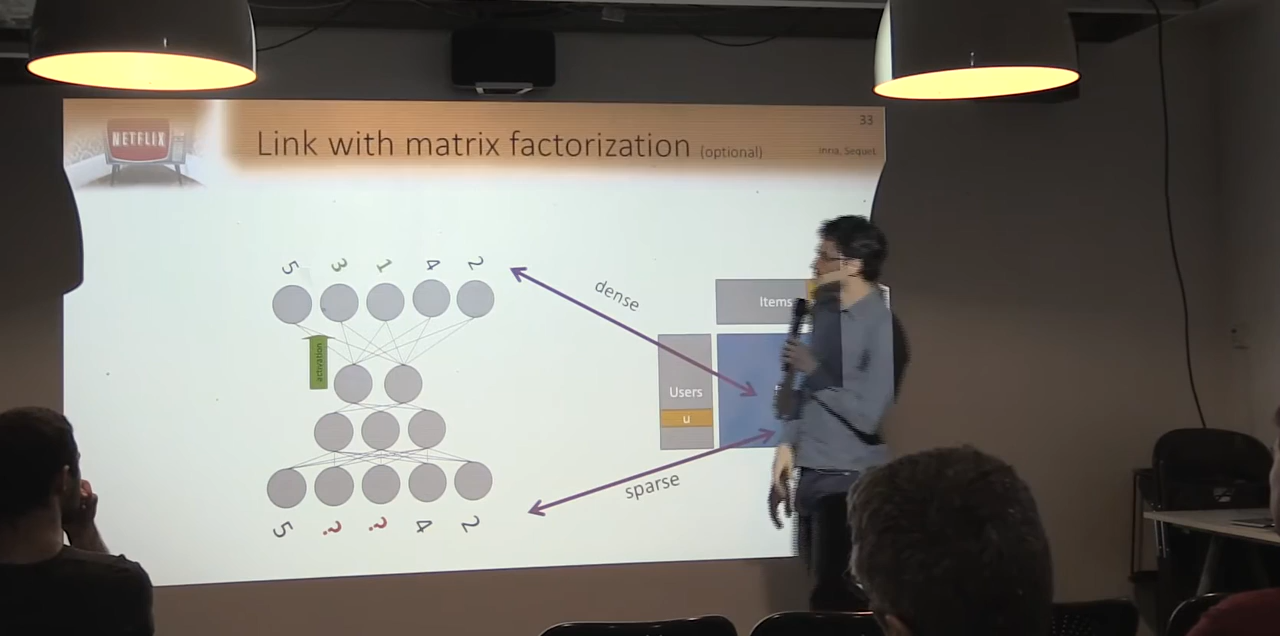 NETFLIX
Link with matrix factorization (optional)
33
Inria, SequeL
5 3 1 4 2
dense
activation
Items
Users
u
sparse
5 ? ? 4 2